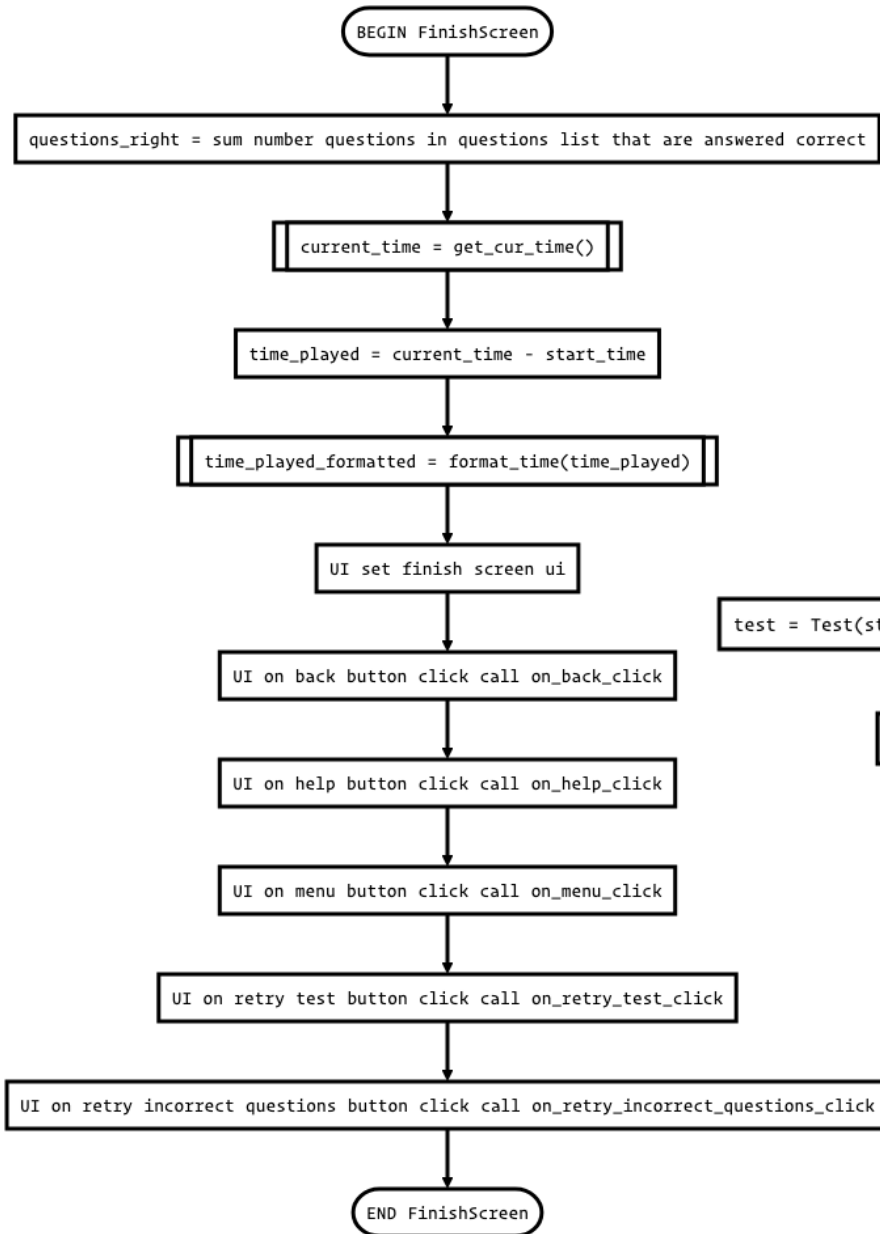 BEGIN FinishScreen
questions_right = sum number questions in questions list that are answered correct
current_time = get_cur_time()
time_played = current_time - start_time
time_played_formatted = format_time(time_played)
UI set finish screen ui
test = Test(st
UI on back button click call on_back_click
UI on help button click call on_help_click
UI on menu button click call on_menu_click
UI on retry test button click call on_retry_test_click
UI on retry incorrect questions button click call on_retry_incorrect_questions_click
END FinishScreen